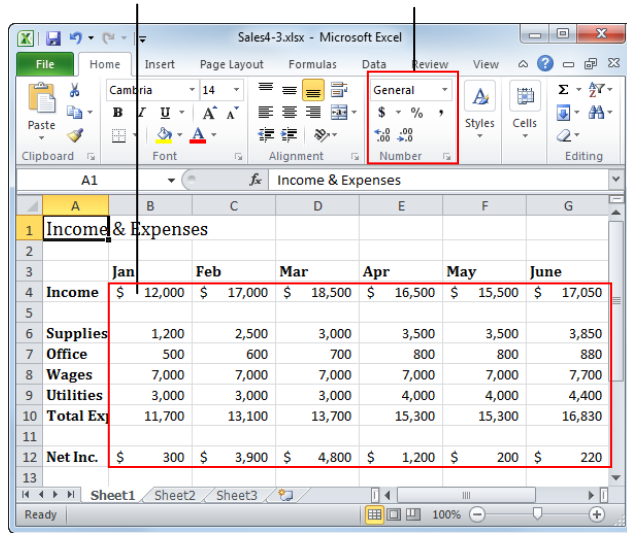 Sales4-3.xlsx - Microsoft Excel
File Home Insert Page Layout Formulas Data Review View
Cambria 14 General
B I U A A $ % ,
A .0 .00 .00 .0
Paste Styles Cells Σ
Clipboard Font Alignment Number Editing
A1 fx Income & Expenses
A B C D E F G
1 Income & Expenses
2
3 Jan Feb Mar Apr May June
4 Income $ 12,000 $ 17,000 $ 18,500 $ 16,500 $ 15,500 $ 17,050
5
6 Supplies 1,200 2,500 3,000 3,500 3,500 3,850
7 Office 500 600 700 800 800 880
8 Wages 7,000 7,000 7,000 7,000 7,000 7,700
9 Utilities 3,000 3,000 3,000 4,000 4,000 4,400
10 Total Exp 11,700 13,100 13,700 15,300 15,300 16,830
11
12 Net Inc. $ 300 $ 3,900 $ 4,800 $ 1,200 $ 200 $ 220
13
Sheet1 Sheet2 Sheet3
Ready 100%